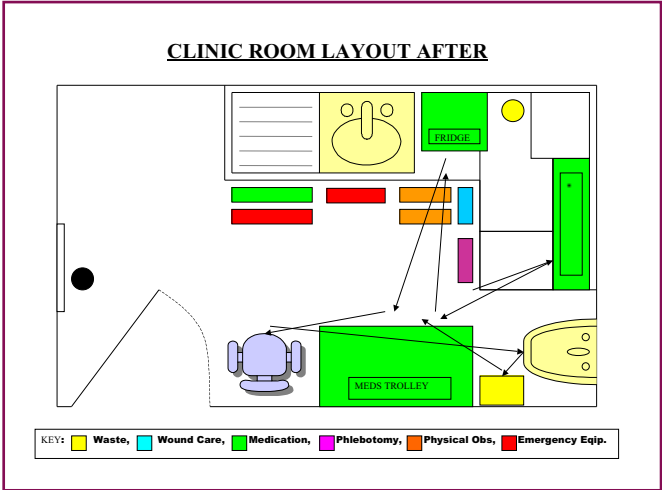 CLINIC ROOM LAYOUT AFTER
FRIDGE
*
MEDS TROLLEY
KEY: Waste, Wound Care, Medication, Phlebotomy, Physical Obs, Emergency Eqip.